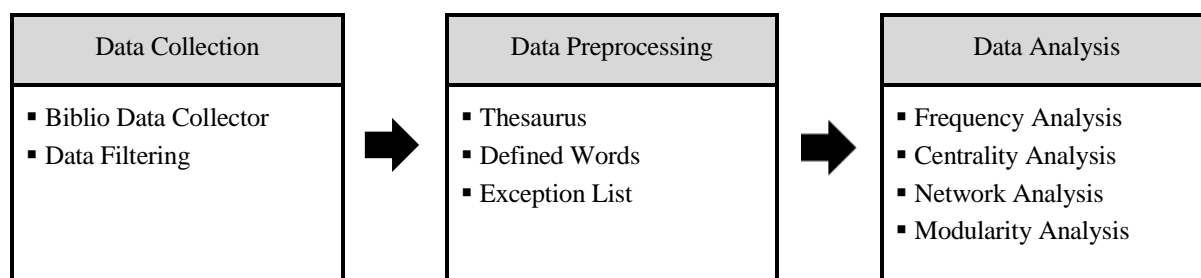 Data Collection
▪ Biblio Data Collector
▪ Data Filtering
Data Preprocessing
▪ Thesaurus
▪ Defined Words
▪ Exception List
Data Analysis
▪ Frequency Analysis
▪ Centrality Analysis
▪ Network Analysis
▪ Modularity Analysis